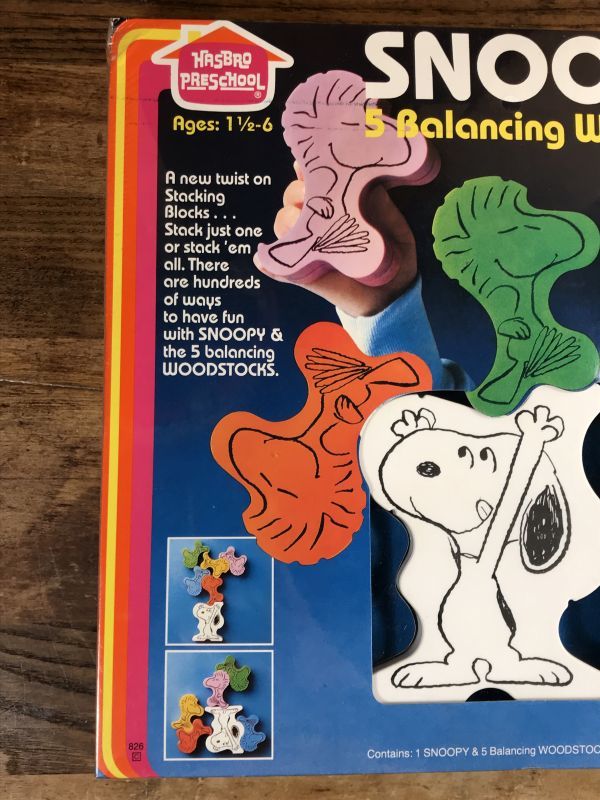 HASBRO
PRESCHOOL
®
Ages: 1½-6
SNOO
5 Balancing W
A new twist on
Stacking
Blocks . . .
Stack just one
or stack 'em
all. There
are hundreds
of ways
to have fun
with SNOOPY &
the 5 balancing
WOODSTOCKS.
826
Contains: 1 SNOOPY & 5 Balancing WOODSTOC